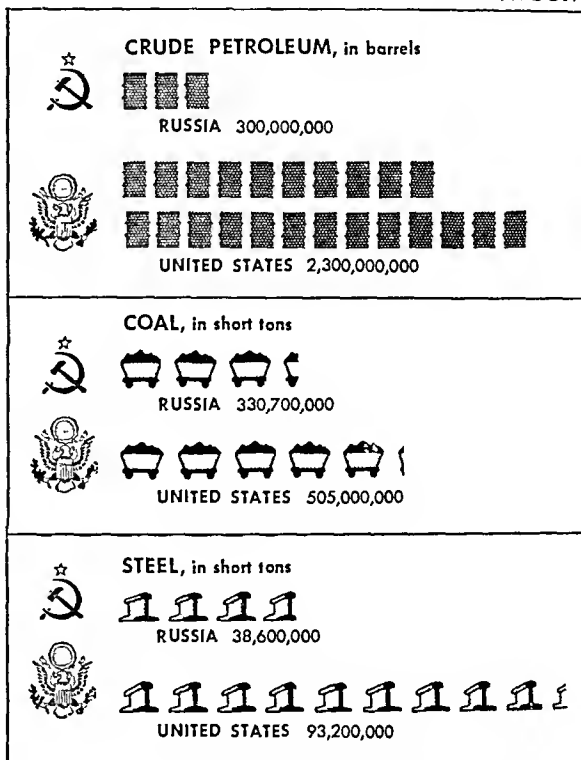 CRUDE PETROLEUM, in barrels
RUSSIA 300,000,000
UNITED STATES 2,300,000,000
COAL, in short tons
RUSSIA 330,700,000
UNITED STATES 505,000,000
STEEL, in short tons
RUSSIA 38,600,000
UNITED STATES 93,200,000